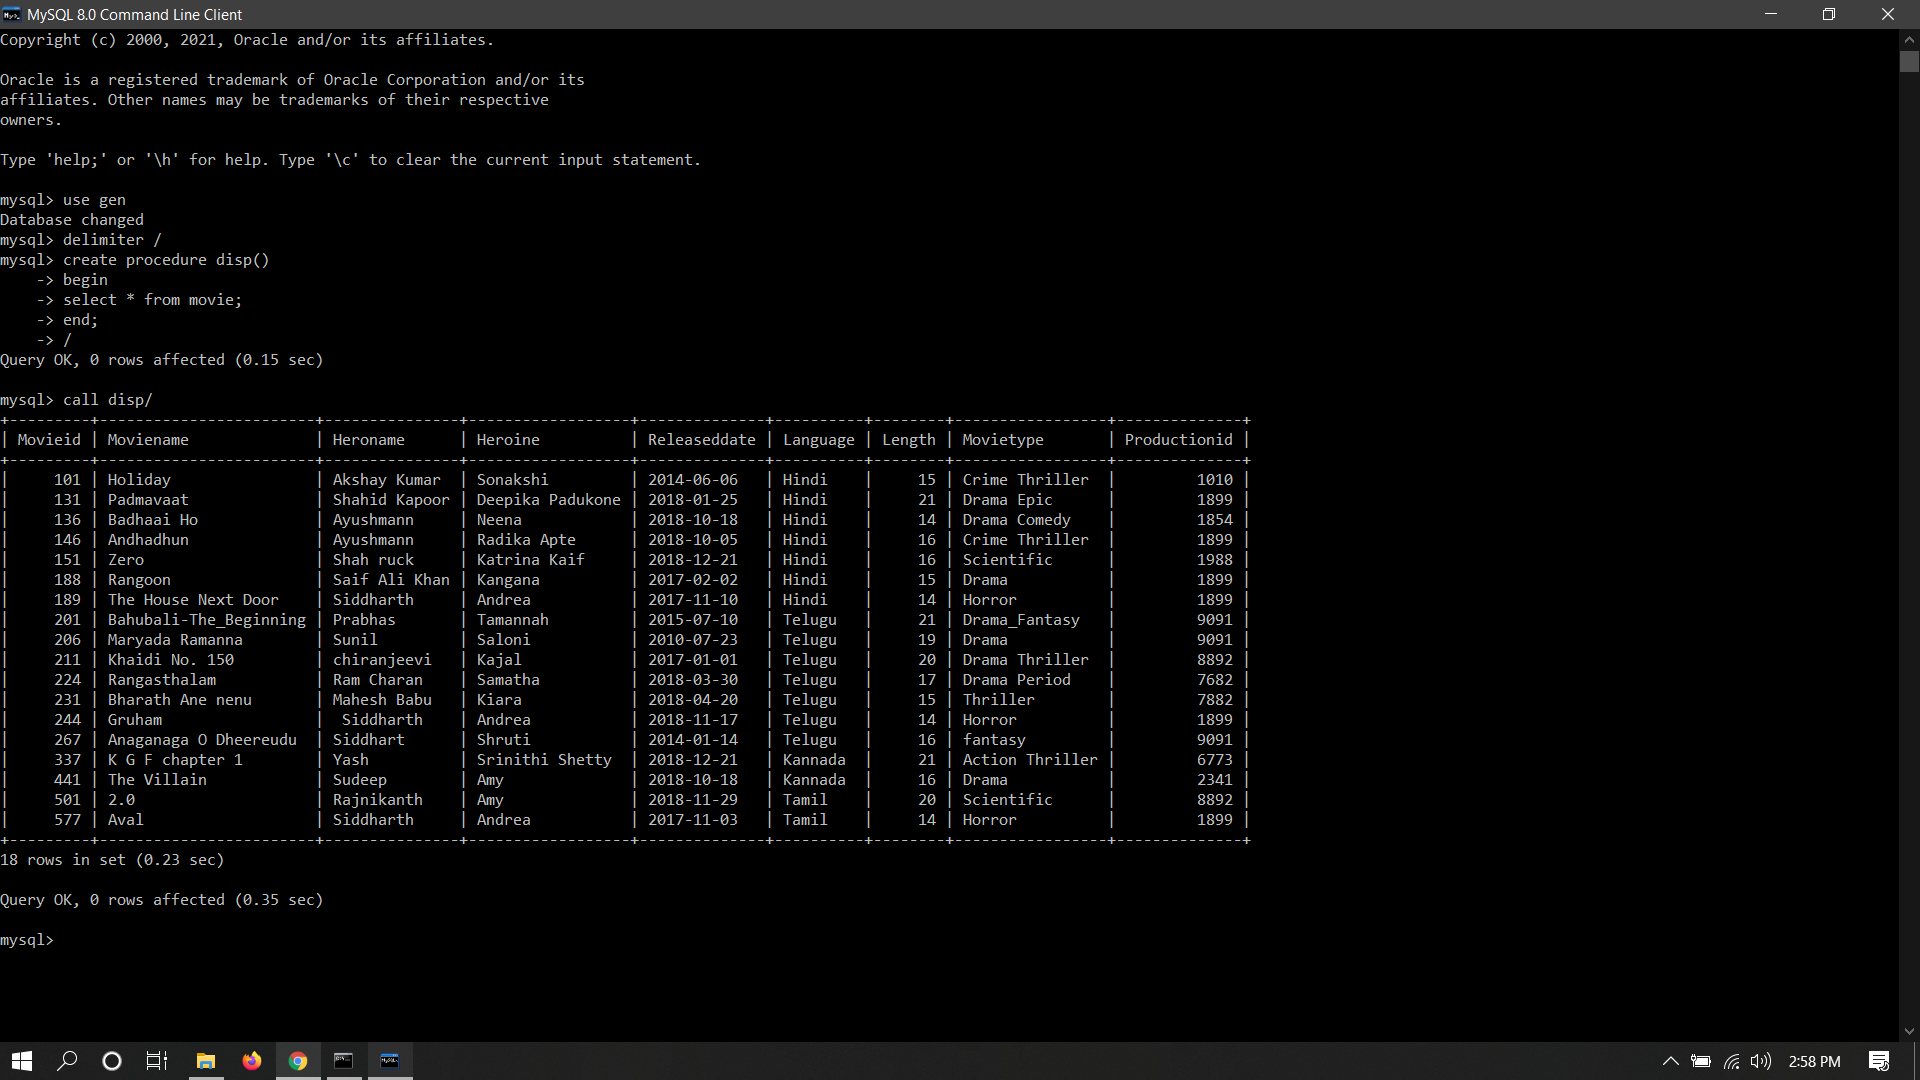 MySQL 8.0 Command Line Client
Copyright (c) 2000, 2021, Oracle and/or its affiliates.
Oracle is a registered trademark of Oracle Corporation and/or its
affiliates. Other names may be trademarks of their respective
owners.
Type 'help;' or '\h' for help. Type '\c' to clear the current input statement.
mysql> use gen
Database changed
mysql> delimiter /
mysql> create procedure disp()
    -> begin
    -> select * from movie;
    -> end;
    -> /
Query OK, 0 rows affected (0.15 sec)
mysql> call disp/
+---------+------------------------+---------------+------------------+--------------+----------+--------+-----------------+--------------+
| Movieid | Moviename              | Heroname      | Heroine          | Releaseddate | Language | Length | Movietype       | Productionid |
+---------+------------------------+---------------+------------------+--------------+----------+--------+-----------------+--------------+
|     101 | Holiday                | Akshay Kumar  | Sonakshi         | 2014-06-06   | Hindi    |     15 | Crime Thriller  |         1010 |
|     131 | Padmavaat              | Shahid Kapoor | Deepika Padukone | 2018-01-25   | Hindi    |     21 | Drama Epic      |         1899 |
|     136 | Badhaai Ho             | Ayushmann     | Neena            | 2018-10-18   | Hindi    |     14 | Drama Comedy    |         1854 |
|     146 | Andhadhun              | Ayushmann     | Radika Apte      | 2018-10-05   | Hindi    |     16 | Crime Thriller  |         1899 |
|     151 | Zero                   | Shah ruck     | Katrina Kaif     | 2018-12-21   | Hindi    |     16 | Scientific      |         1988 |
|     188 | Rangoon                | Saif Ali Khan | Kangana          | 2017-02-02   | Hindi    |     15 | Drama           |         1899 |
|     189 | The House Next Door    | Siddharth     | Andrea           | 2017-11-10   | Hindi    |     14 | Horror          |         1899 |
|     201 | Bahubali-The_Beginning | Prabhas       | Tamannah         | 2015-07-10   | Telugu   |     21 | Drama_Fantasy   |         9091 |
|     206 | Maryada Ramanna        | Sunil         | Saloni           | 2010-07-23   | Telugu   |     19 | Drama           |         9091 |
|     211 | Khaidi No. 150         | chiranjeevi   | Kajal            | 2017-01-01   | Telugu   |     20 | Drama Thriller  |         8892 |
|     224 | Rangasthalam           | Ram Charan    | Samatha          | 2018-03-30   | Telugu   |     17 | Drama Period    |         7682 |
|     231 | Bharath Ane nenu       | Mahesh Babu   | Kiara            | 2018-04-20   | Telugu   |     15 | Thriller        |         7882 |
|     244 | Gruham                 |  Siddharth    | Andrea           | 2018-11-17   | Telugu   |     14 | Horror          |         1899 |
|     267 | Anaganaga O Dheereudu  | Siddhart      | Shruti           | 2014-01-14   | Telugu   |     16 | fantasy         |         9091 |
|     337 | K G F chapter 1        | Yash          | Srinithi Shetty  | 2018-12-21   | Kannada  |     21 | Action Thriller |         6773 |
|     441 | The Villain            | Sudeep        | Amy              | 2018-10-18   | Kannada  |     16 | Drama           |         2341 |
|     501 | 2.0                    | Rajnikanth    | Amy              | 2018-11-29   | Tamil    |     20 | Scientific      |         8892 |
|     577 | Aval                   | Siddharth     | Andrea           | 2017-11-03   | Tamil    |     14 | Horror          |         1899 |
+---------+------------------------+---------------+------------------+--------------+----------+--------+-----------------+--------------+
18 rows in set (0.23 sec)
Query OK, 0 rows affected (0.35 sec)
mysql>
2:58 PM